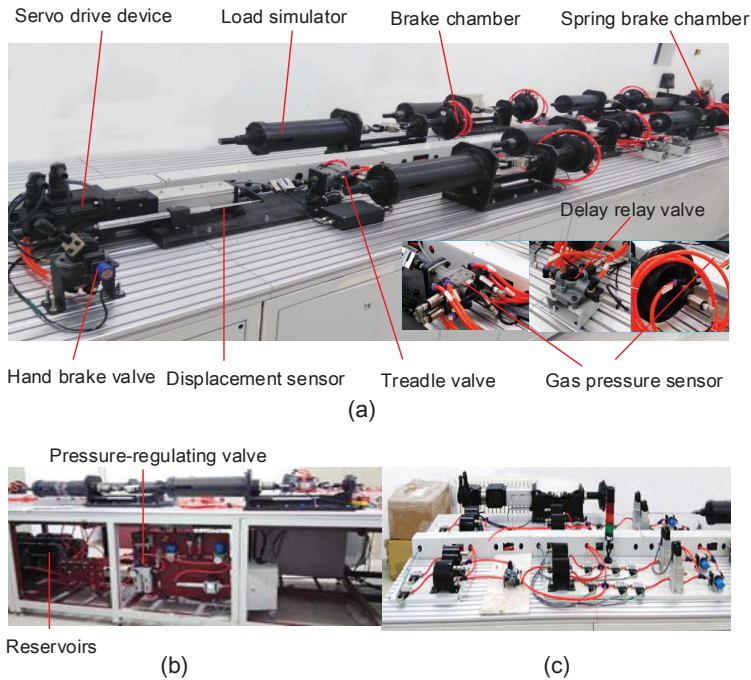 Servo drive device Load simulator Brake chamber Spring brake chamber
Delay relay valve
Hand brake valve Displacement sensor Treadle valve Gas pressure sensor
(a)
Pressure-regulating valve
Reservoirs
(b) (c)